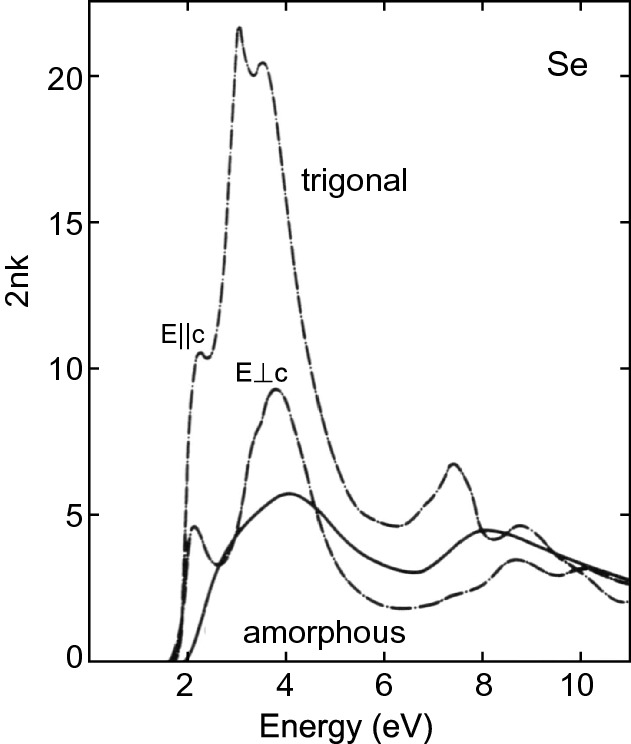 Se
20
trigonal
15
2nk
E||c
10
E⊥c
5
amorphous
0
2 4 6 8 10
Energy (eV)